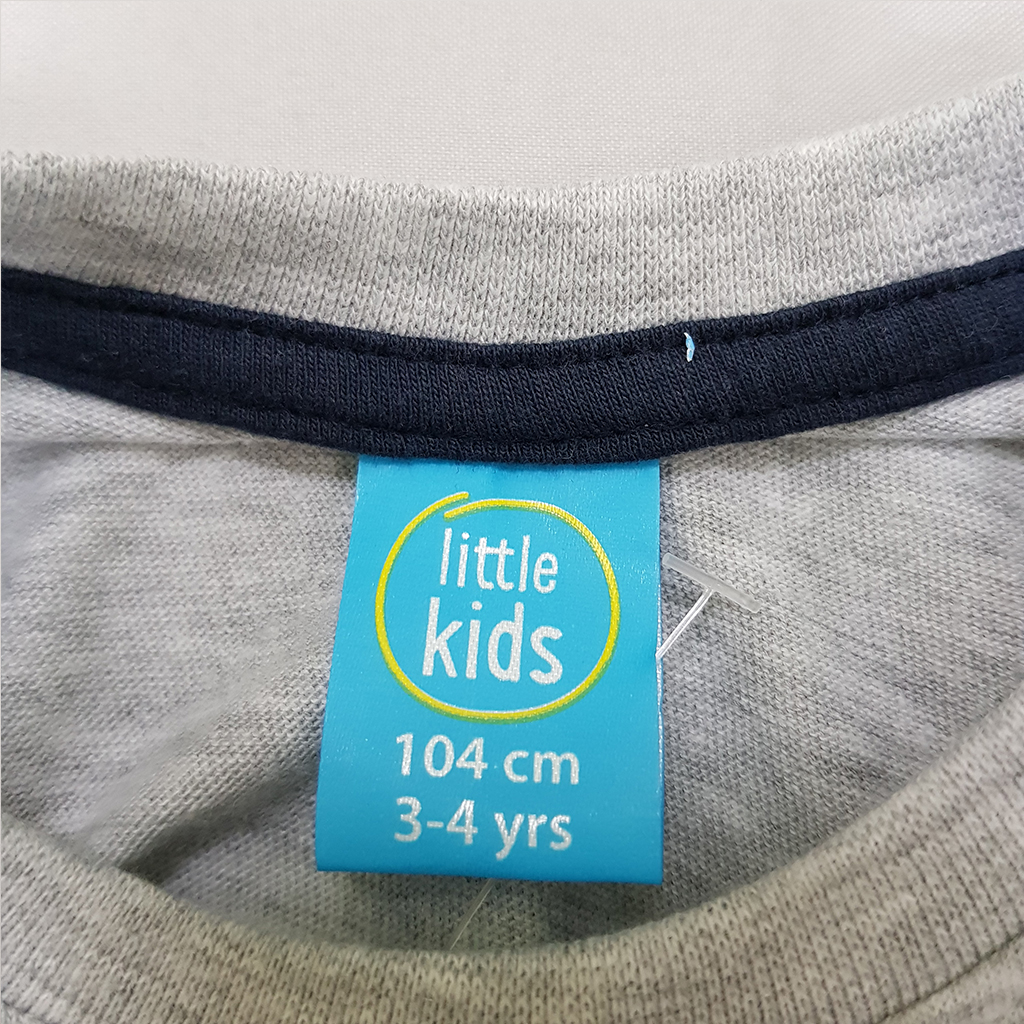 little
kids
104 cm
3-4 yrs